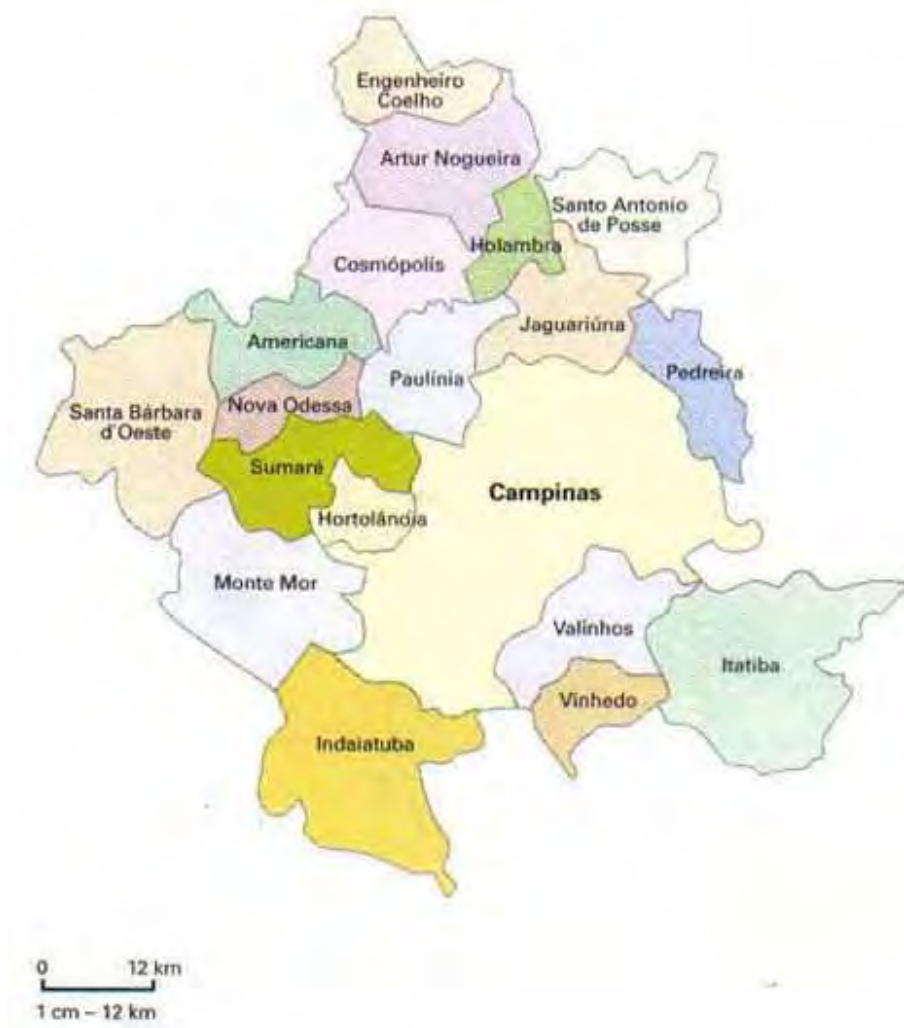 Engenheiro
Coelho
Artur Nogueira
Santo Antonio
de Posse
Holambra
Cosmópolis
Jaguariúna
Americana
Pedreira
Paulínia
Nova Odessa
Santa Bárbara
d'Oeste
Sumaré
Campinas
Hortolândia
Monte Mor
Valinhos
Itatiba
Vinhedo
Indaiatuba
0 12 km
1 cm – 12 km